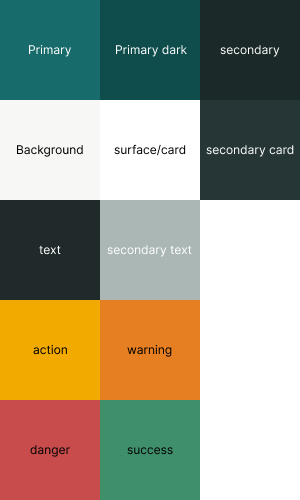 Primary
Primary dark
secondary
Background
surface/card
secondary card
text
secondary text
action
warning
danger
success